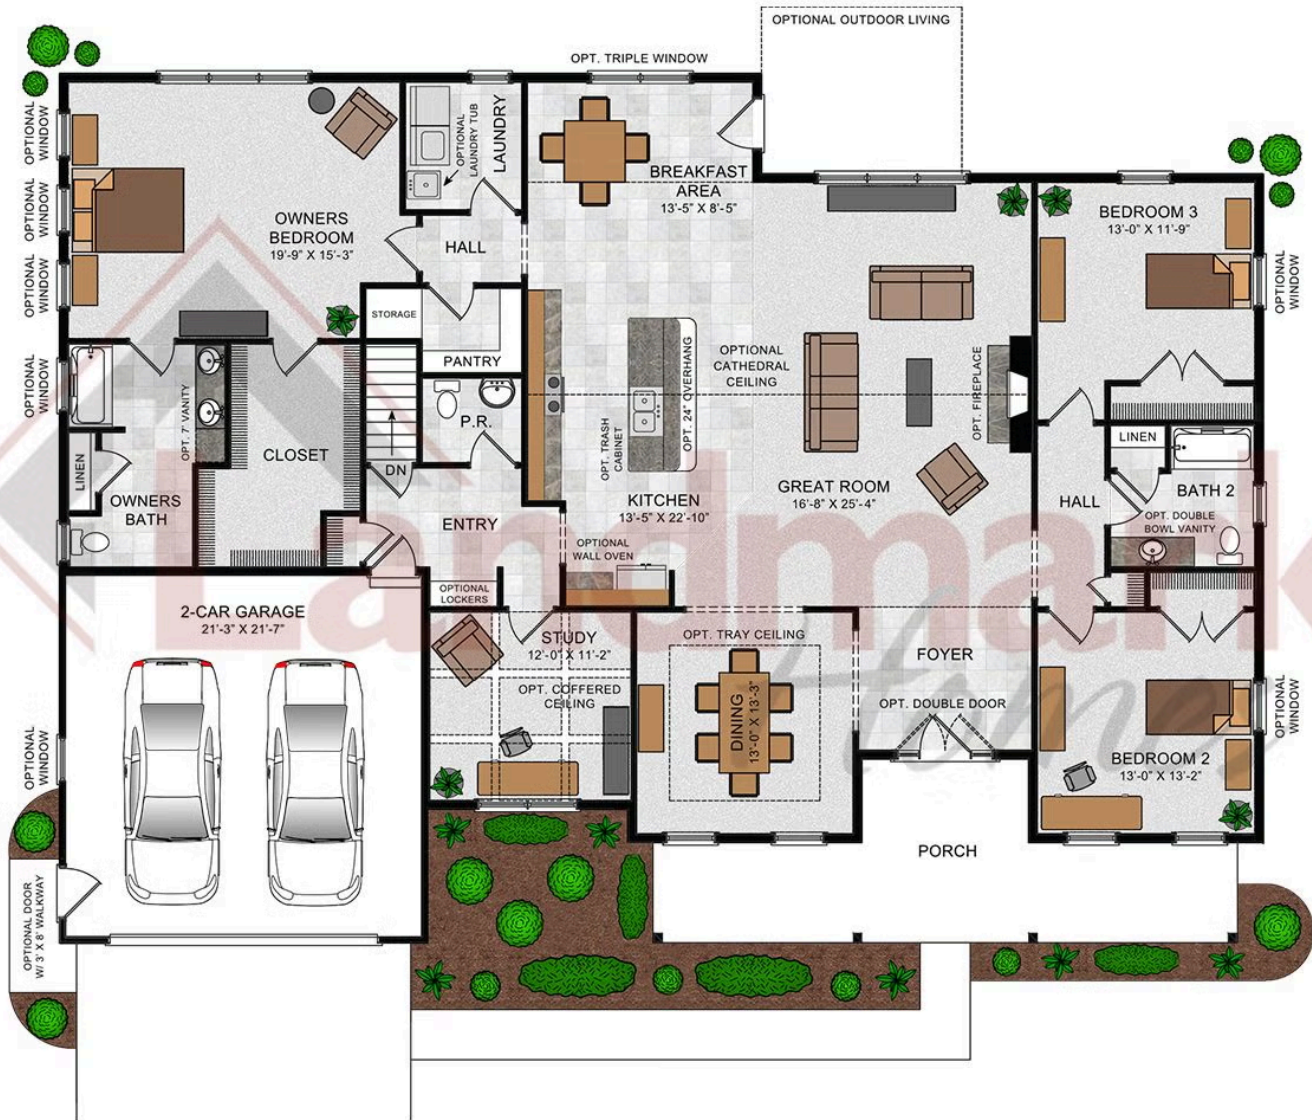 OPTIONAL OUTDOOR LIVING
OPT. TRIPLE WINDOW
OPTIONAL
WINDOW
OPTIONAL
WINDOW
OPTIONAL
WINDOW
OPTIONAL
WINDOW
OWNERS
BEDROOM
19'-9" X 15'-3"
OPTIONAL
LAUNDRY TUB
LAUNDRY
HALL
BREAKFAST
AREA
13'-5" X 8'-5"
BEDROOM 3
13'-0" X 11'-9"
OPTIONAL
WINDOW
STORAGE
PANTRY
P.R.
DN
OPT. 7' VANITY
CLOSET
LINEN
OWNERS
BATH
OPTIONAL
CATHEDRAL
CEILING
OPT. 24" OVERHANG
OPT. TRASH
CABINET
KITCHEN
13'-5" X 22'-10"
OPT. FIREPLACE
GREAT ROOM
16'-8" X 25'-4"
LINEN
HALL
BATH 2
OPT. DOUBLE
BOWL VANITY
ENTRY
OPTIONAL
WALL OVEN
OPTIONAL
LOCKERS
Landmark
Homes
2-CAR GARAGE
21'-3" X 21'-7"
STUDY
12'-0" X 11'-2"
OPT. COFFERED
CEILING
OPT. TRAY CEILING
DINING
13'-0" X 13'-3"
FOYER
OPT. DOUBLE DOOR
OPTIONAL
WINDOW
BEDROOM 2
13'-0" X 13'-2"
OPTIONAL
WINDOW
PORCH
OPTIONAL DOOR
W/ 3' X 8' WALKWAY